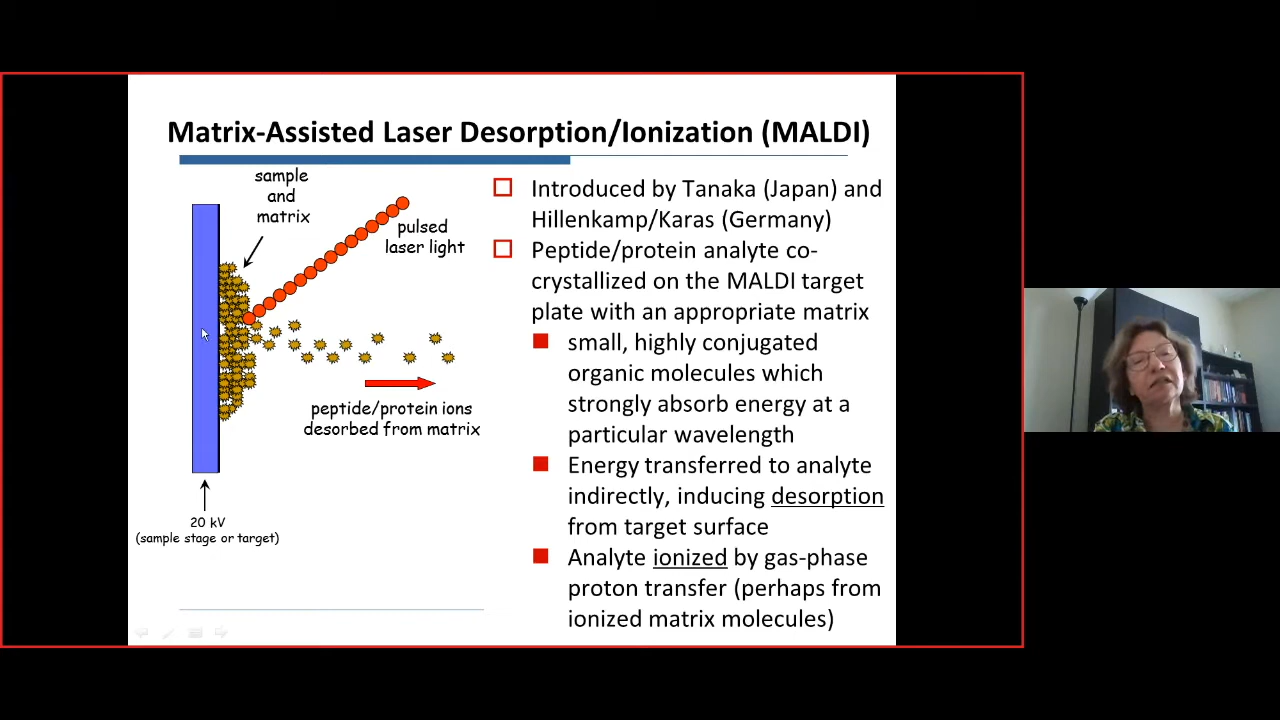 Matrix-Assisted Laser Desorption/Ionization (MALDI)
sample
and
matrix
pulsed
laser light
peptide/protein ions
desorbed from matrix
20 kV
(sample stage or target)
Introduced by Tanaka (Japan) and
Hillenkamp/Karas (Germany)
Peptide/protein analyte co-
crystallized on the MALDI target
plate with an appropriate matrix
small, highly conjugated
organic molecules which
strongly absorb energy at a
particular wavelength
Energy transferred to analyte
indirectly, inducing desorption
from target surface
Analyte ionized by gas-phase
proton transfer (perhaps from
ionized matrix molecules)